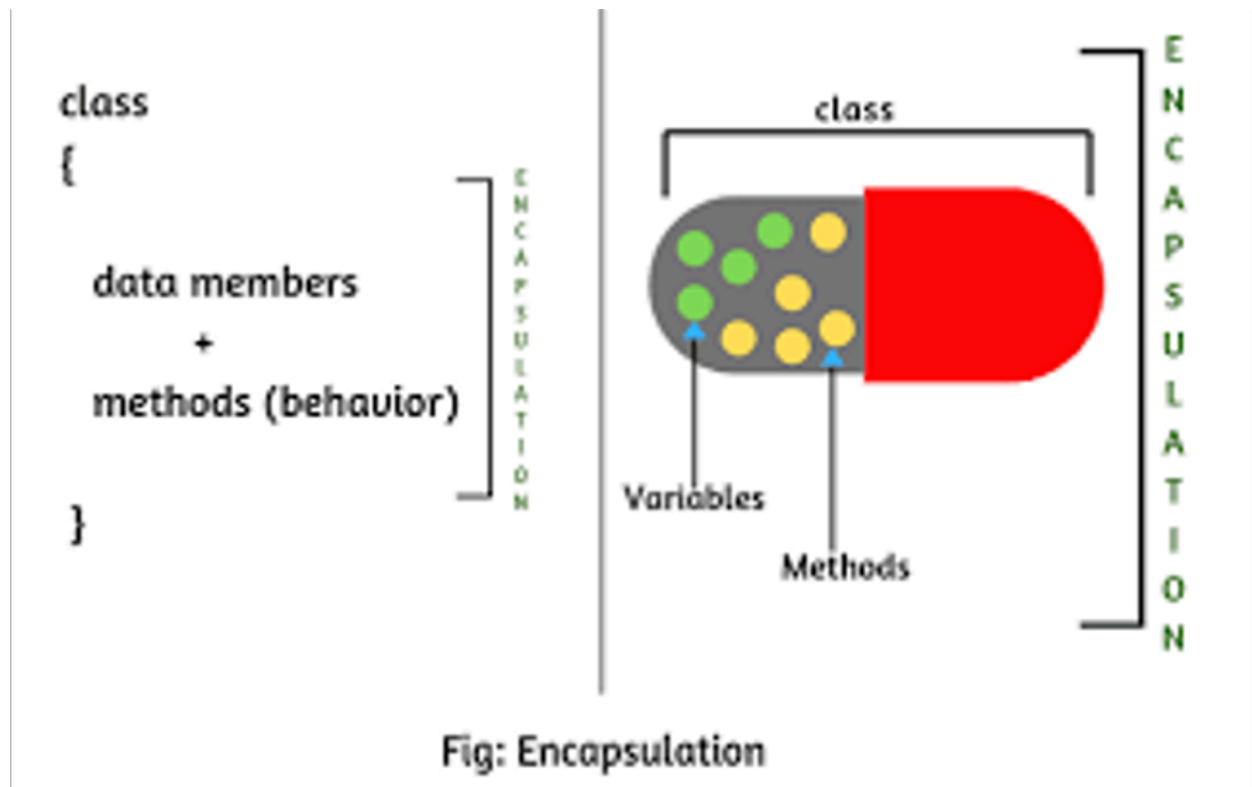 class
{
data members
+
methods (behavior)
}
ENCAPSULATION
class
Variables
Methods
ENCAPSULATION
Fig: Encapsulation